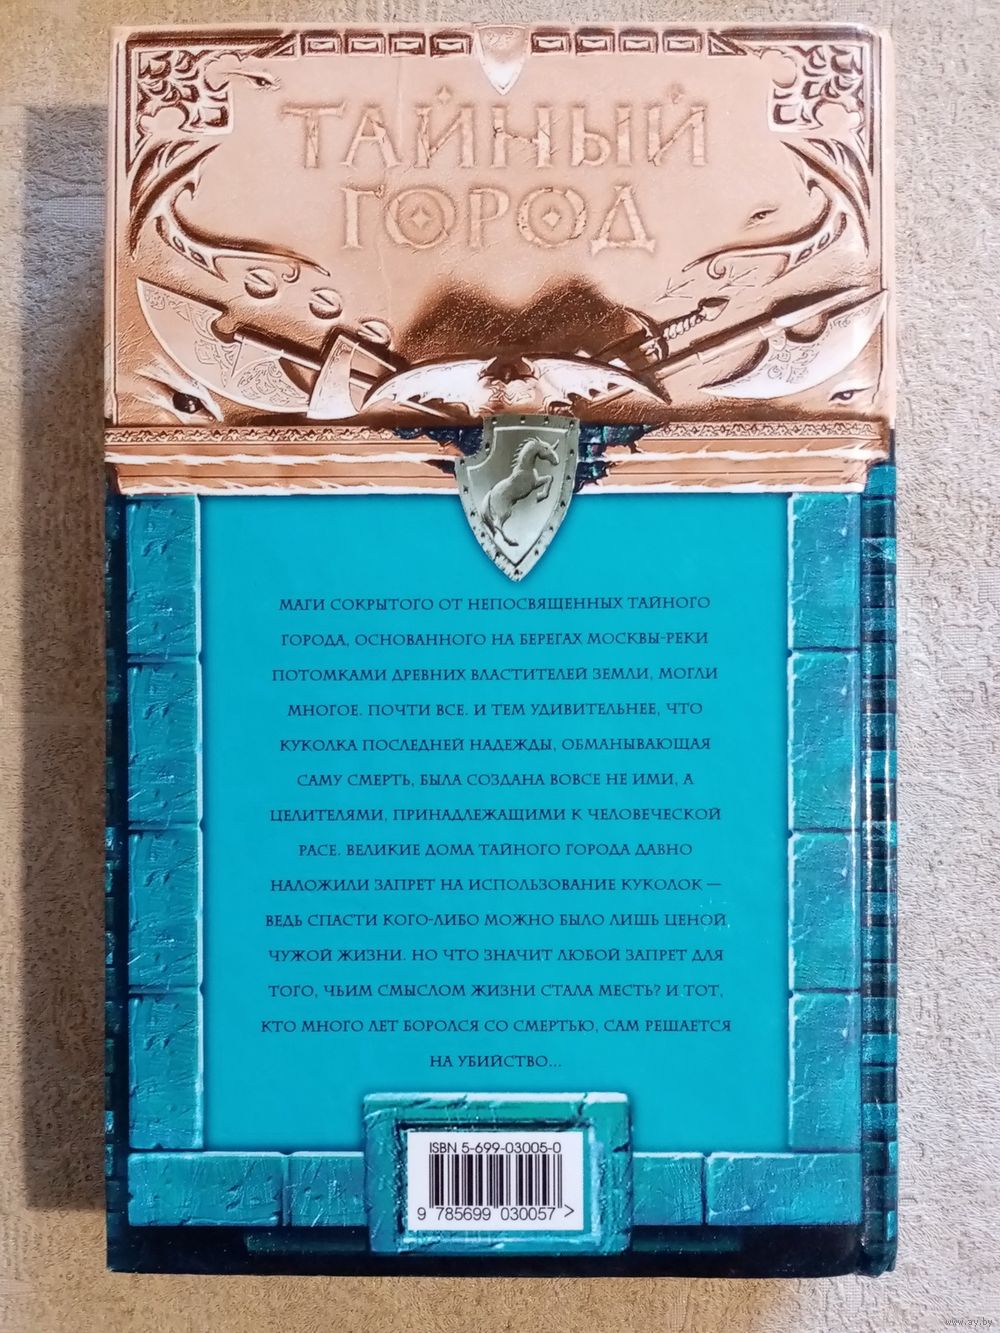 ТАЙНЫЙ
ГОРОД
МАГИ СОКРЫТОГО ОТ НЕПОСВЯЩЕННЫХ ТАЙНОГО
ГОРОДА, ОСНОВАННОГО НА БЕРЕГАХ МОСКВЫ-РЕКИ
ПОТОМКАМИ ДРЕВНИХ ВЛАСТИТЕЛЕЙ ЗЕМЛИ, МОГЛИ
МНОГОЕ. ПОЧТИ ВСЕ. И ТЕМ УДИВИТЕЛЬНЕЕ, ЧТО
КУКОЛКА ПОСЛЕДНЕЙ НАДЕЖДЫ, ОБМАНЫВАЮЩАЯ
САМУ СМЕРТЬ, БЫЛА СОЗДАНА ВОВСЕ НЕ ИМИ, А
ЦЕЛИТЕЛЯМИ, ПРИНАДЛЕЖАЩИМИ К ЧЕЛОВЕЧЕСКОЙ
РАСЕ. ВЕЛИКИЕ ДОМА ТАЙНОГО ГОРОДА ДАВНО
НАЛОЖИЛИ ЗАПРЕТ НА ИСПОЛЬЗОВАНИЕ КУКОЛОК —
ВЕДЬ СПАСТИ КОГО-ЛИБО МОЖНО БЫЛО ЛИШЬ ЦЕНОЙ
ЧУЖОЙ ЖИЗНИ. НО ЧТО ЗНАЧИТ ЛЮБОЙ ЗАПРЕТ ДЛЯ
ТОГО, ЧЬИМ СМЫСЛОМ ЖИЗНИ СТАЛА МЕСТЬ? И ТОТ,
КТО МНОГО ЛЕТ БОРОЛСЯ СО СМЕРТЬЮ, САМ РЕШАЕТСЯ
НА УБИЙСТВО...
ISBN 5-699-03005-0
9 785699 030057 >
www.ay.by